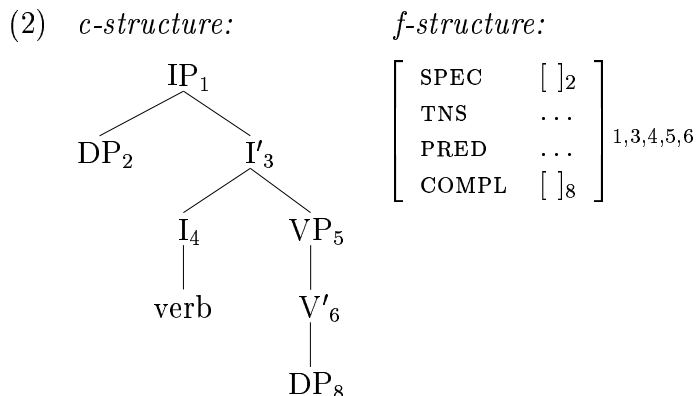 (2) c-structure: f-structure:
IP₁
SPEC [ ]₂
TNS ...
PRED ...
COMPL [ ]₈
1,3,4,5,6
DP₂ I′₃
I₄ VP₅
verb V′₆
DP₈